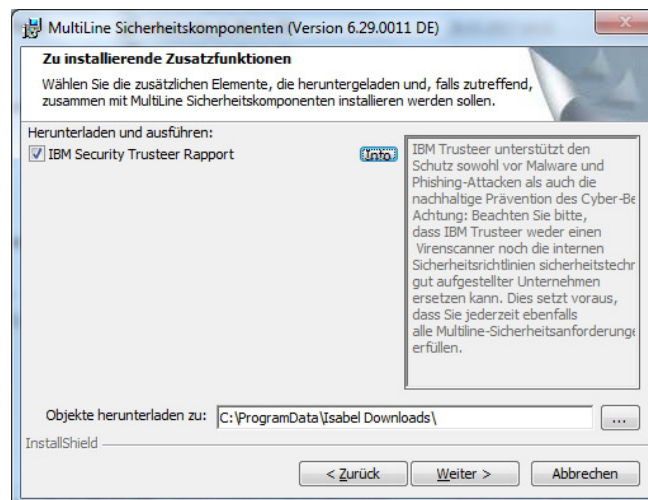 MultiLine Sicherheitskomponenten (Version 6.29.0011 DE)
Zu installierende Zusatzfunktionen
Wählen Sie die zusätzlichen Elemente, die heruntergeladen und, falls zutreffend,
zusammen mit MultiLine Sicherheitskomponenten installieren werden sollen.
Herunterladen und ausführen:
IBM Security Trusteer Rapport
Info
IBM Trusteer unterstützt den
Schutz sowohl vor Malware und
Phishing-Attacken als auch die
nachhaltige Prävention des Cyber-Be
Achtung: Beachten Sie bitte,
dass IBM Trusteer weder einen
Virenscanner noch die internen
Sicherheitsrichtlinien sicherheitstechn
gut aufgestellter Unternehmen
ersetzen kann. Dies setzt voraus,
dass Sie jederzeit ebenfalls
alle Multiline-Sicherheitsanforderunge
erfüllen.
Objekte herunterladen zu: C:\ProgramData\Isabel Downloads\ ...
InstallShield
< Zurück Weiter > Abbrechen